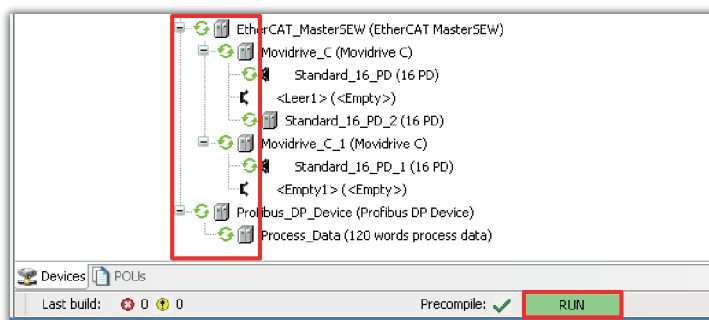 EtherCAT_MasterSEW (EtherCAT MasterSEW)
Movidrive_C (Movidrive C)
Standard_16_PD (16 PD)
<Leer1> (<Empty>)
Standard_16_PD_2 (16 PD)
Movidrive_C_1 (Movidrive C)
Standard_16_PD_1 (16 PD)
<Empty1> (<Empty>)
Profibus_DP_Device (Profibus DP Device)
Process_Data (120 words process data)
Devices POUs
Last build: 0 0 Precompile: RUN